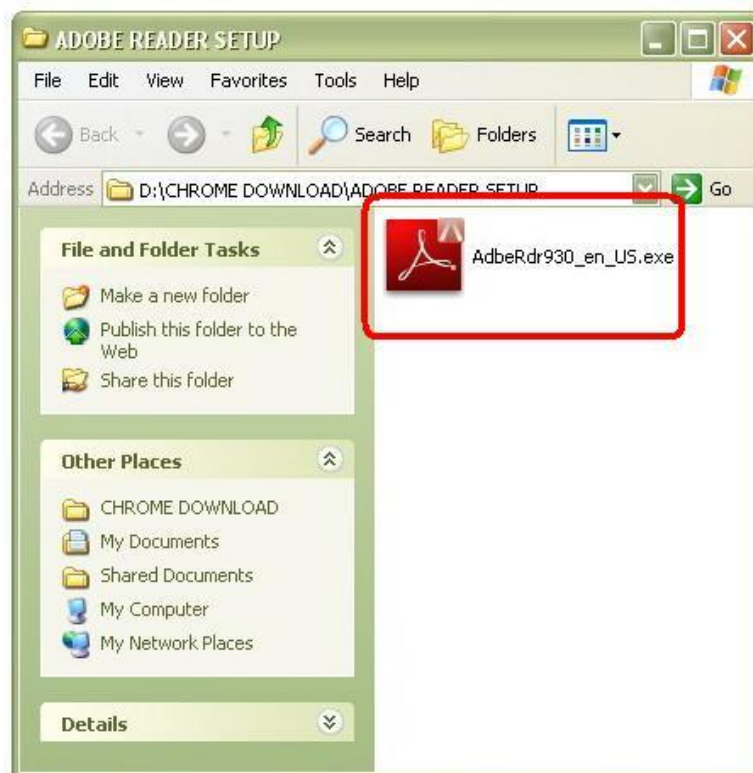 ADOBE READER SETUP
File Edit View Favorites Tools Help
Back Search Folders
Address D:\CHROME DOWNLOAD\ADOBE READER SETUP Go
File and Folder Tasks
Make a new folder
Publish this folder to the
Web
Share this folder
Other Places
CHROME DOWNLOAD
My Documents
Shared Documents
My Computer
My Network Places
Details
AdbeRdr930_en_US.exe